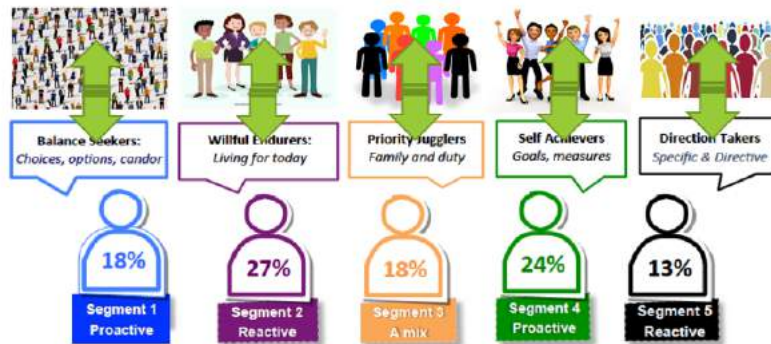 Balance Seekers:
Choices, options, candor
Willful Endurers:
Living for today
Priority Jugglers
Family and duty
Self Achievers
Goals, measures
Direction Takers
Specific & Directive
18%
27%
18%
24%
13%
Segment 1
Proactive
Segment 2
Reactive
Segment 3
A mix
Segment 4
Proactive
Segment 5
Reactive